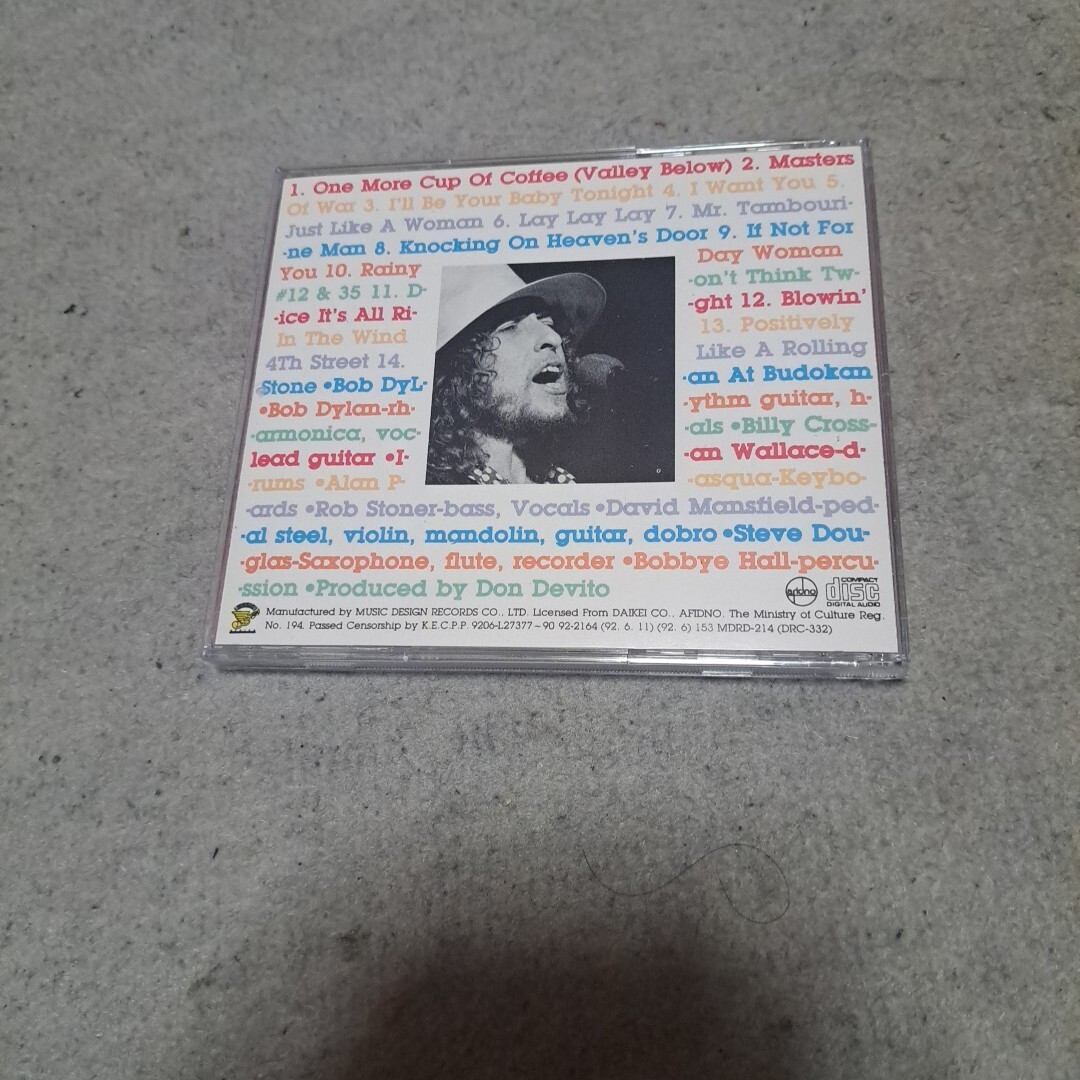 1. One More Cup Of Coffee (Valley Below) 2. Masters
Of War 3. I'll Be Your Baby Tonight 4. I Want You 5.
Just Like A Woman 6. Lay Lay Lay 7. Mr. Tambouri-
-ne Man 8. Knocking On Heaven's Door 9. If Not For
You 10. Rainy Day Woman
#12 & 35 11. D- -on't Think Tw-
-ice It's All Ri- -ght 12. Blowin'
In The Wind 13. Positively
4Th Street 14. Like A Rolling
Stone •Bob DyL- -an At Budokan
•Bob Dylan-rh- -ythm guitar, h-
-armonica, voc- -als •Billy Cross-
lead guitar •I- -an Wallace-d-
-rums •Alan P- -asqua-Keybo-
-ards •Rob Stoner-bass, Vocals •David Mansfield-ped-
-al steel, violin, mandolin, guitar, dobro •Steve Dou-
-glas-Saxophone, flute, recorder •Bobbye Hall-percu-
-ssion •Produced by Don Devito
afidno
COMPACT
disc
DIGITAL AUDIO
Manufactured by MUSIC DESIGN RECORDS CO., LTD. Licensed From DAIKEI CO., AFIDNO. The Ministry of Culture Reg.
No. 194. Passed Censorship by K.E.C.P.P. 9206-L27377~90 92-2164 (92. 6. 11) (92. 6) 153 MDRD-214 (DRC-332)